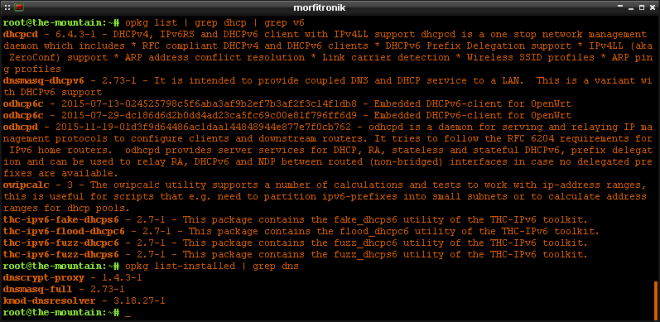 morfitronik
root@the-mountain:~# opkg list | grep dhcp | grep v6
dhcpcd - 6.4.3-1 - DHCPv4, IPv6RS and DHCPv6 client with IPv4LL support dhcpcd is a one stop network management
daemon which includes * RFC compliant DHCPv4 and DHCPv6 clients * DHCPv6 Prefix Delegation support * IPv4LL (aka
ZeroConf) support * ARP address conflict resolution * Link carrier detection * Wireless SSID profiles * ARP pin
g profiles
dnsmasq-dhcpv6 - 2.73-1 - It is intended to provide coupled DNS and DHCP service to a LAN.  This is a variant wi
th DHCPv6 support
odhcp6c - 2015-07-13-024525798c5f6aba3af9b2ef7b3af2f3c14f1db8 - Embedded DHCPv6-client for OpenWrt
odhcp6c - 2015-07-29-dc186d6d2b0dd4ad23ca5fc69c00e81f796ff6d9 - Embedded DHCPv6-client for OpenWrt
odhcpd - 2015-11-19-01d3f9d64486ac1daa144848944e877e7f0cb762 - odhcpd is a daemon for serving and relaying IP ma
nagement protocols to configure clients and downstream routers. It tries to follow the RFC 6204 requirements for
IPv6 home routers.   odhcpd provides server services for DHCP, RA, stateless and stateful DHCPv6, prefix delegat
ion and can be used to relay RA, DHCPv6 and NDP between routed (non-bridged) interfaces in case no delegated pre
fixes are available.
owipcalc - 3 - The owipcalc utility supports a number of calculations and tests to work with ip-address ranges,
this is useful for scripts that e.g. need to partition ipv6-prefixes into small subnets or to calculate address
ranges for dhcp pools.
thc-ipv6-fake-dhcps6 - 2.7-1 - This package contains the fake_dhcps6 utility of the THC-IPv6 toolkit.
thc-ipv6-flood-dhcpc6 - 2.7-1 - This package contains the flood_dhcpc6 utility of the THC-IPv6 toolkit.
thc-ipv6-fuzz-dhcpc6 - 2.7-1 - This package contains the fuzz_dhcpc6 utility of the THC-IPv6 toolkit.
thc-ipv6-fuzz-dhcps6 - 2.7-1 - This package contains the fuzz_dhcps6 utility of the THC-IPv6 toolkit.
root@the-mountain:~# opkg list-installed | grep dns
dnscrypt-proxy - 1.4.3-1
dnsmasq-full - 2.73-1
kmod-dnsresolver - 3.18.27-1
root@the-mountain:~# _